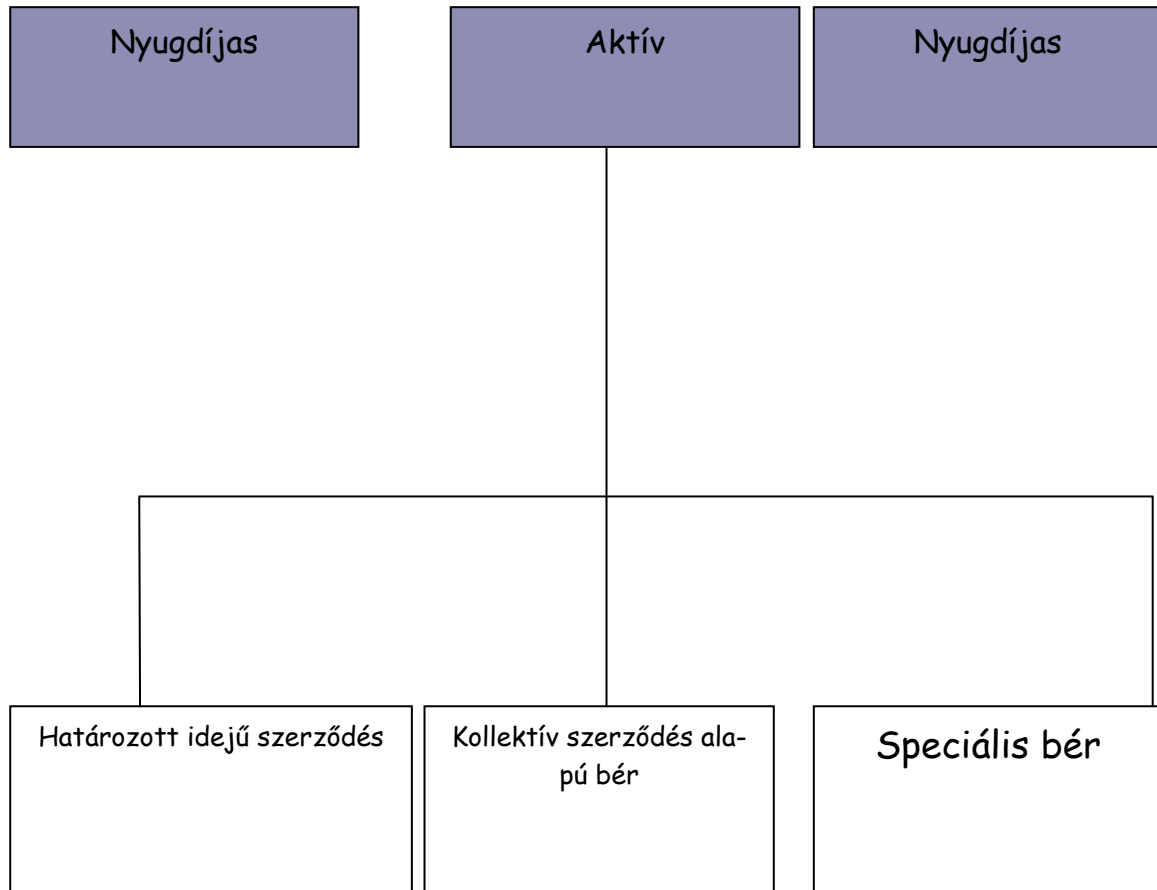 Nyugdíjas
Aktív
Nyugdíjas
Határozott idejű szerződés
Kollektív szerződés ala-
pú bér
Speciális bér